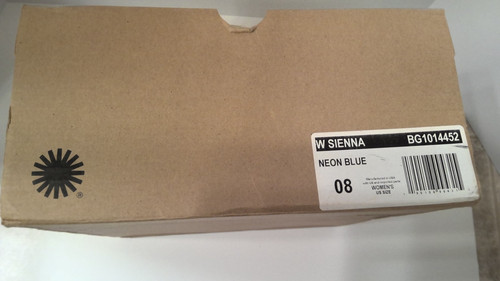 W SIENNA BG1014452
NEON BLUE
08
WOMEN'S
US SIZE
®